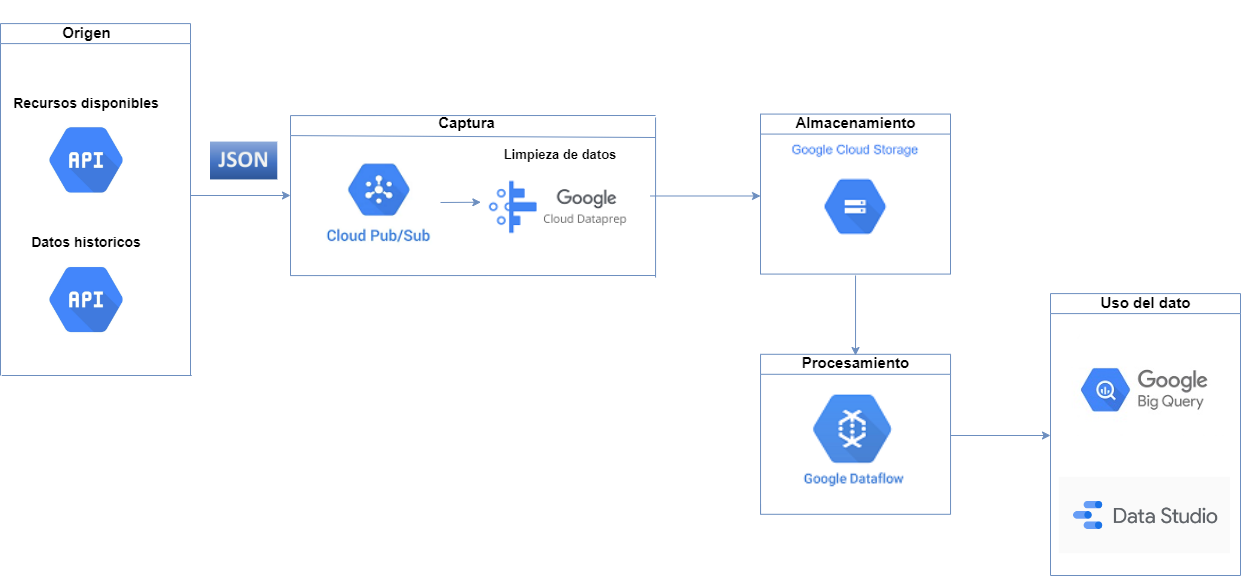 Origen
Recursos disponibles
API
Datos historicos
API
JSON
Captura
Cloud Pub/Sub
Limpieza de datos
Google
Cloud Dataprep
Almacenamiento
Google Cloud Storage
Procesamiento
Google Dataflow
Uso del dato
Google
Big Query
Data Studio